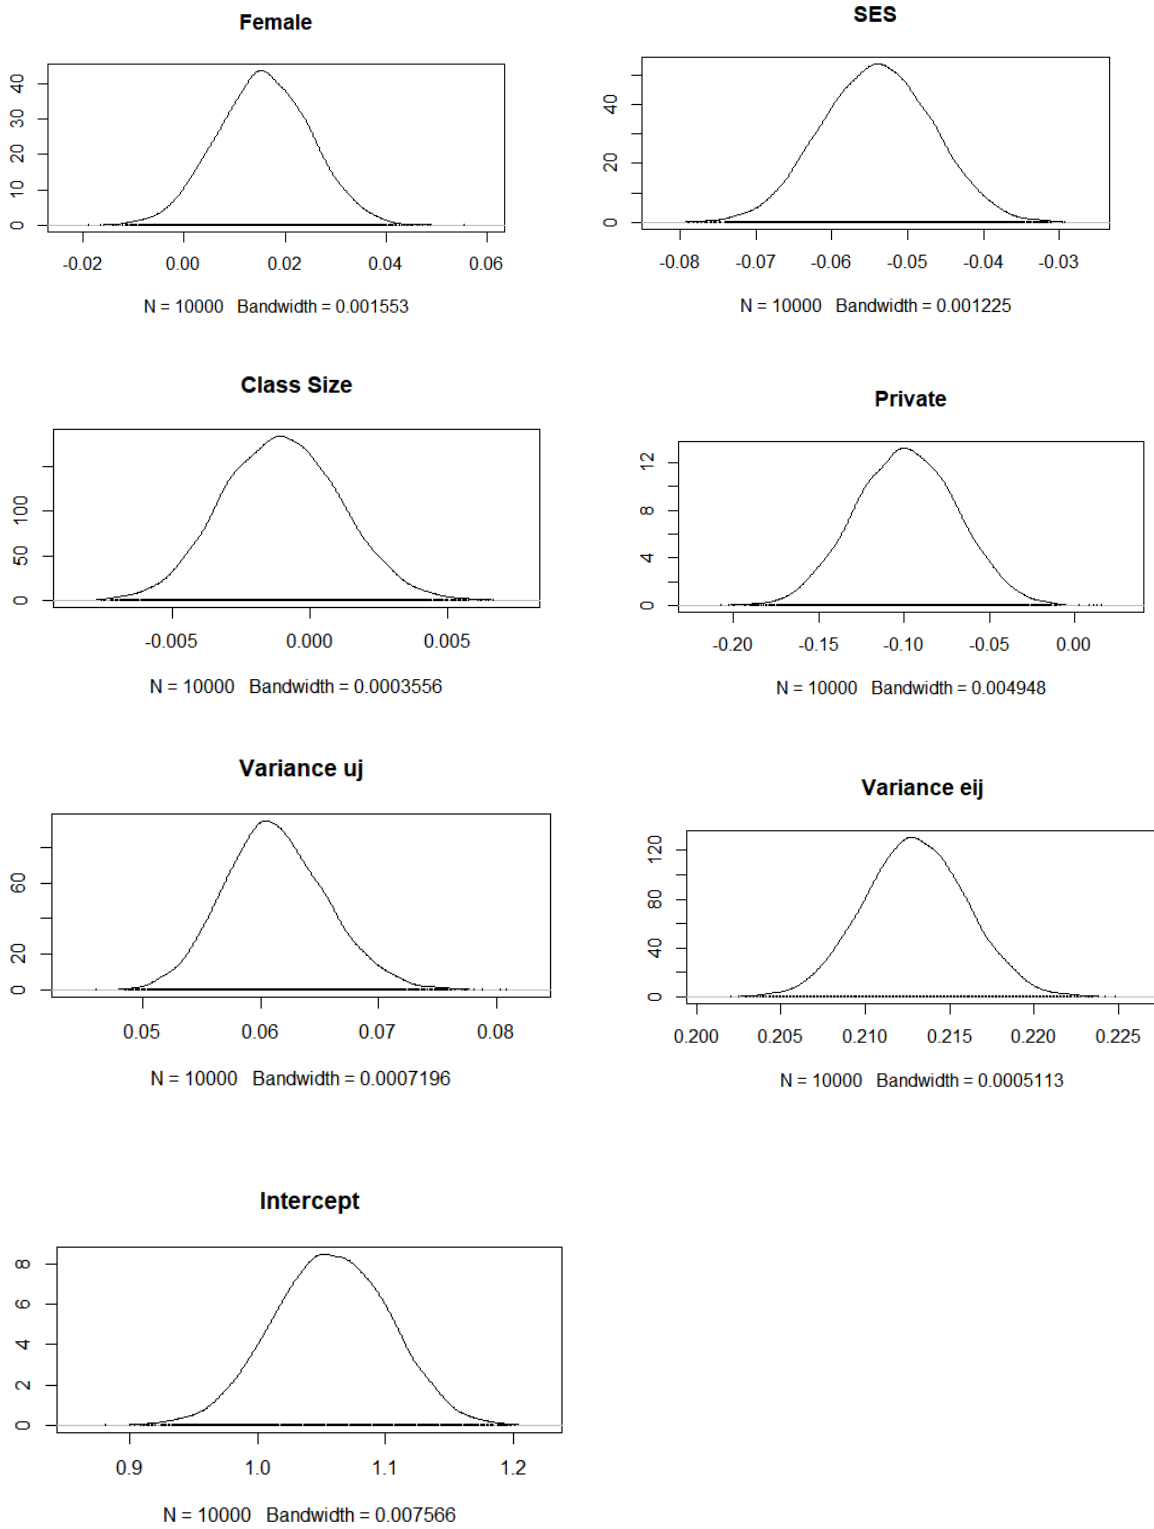 Female
40
30
20
10
0
-0.02 0.00 0.02 0.04 0.06
N = 10000 Bandwidth = 0.001553
SES
40
20
0
-0.08 -0.07 -0.06 -0.05 -0.04 -0.03
N = 10000 Bandwidth = 0.001225
Class Size
100
50
0
-0.005 0.000 0.005
N = 10000 Bandwidth = 0.0003556
Private
12
8
4
0
-0.20 -0.15 -0.10 -0.05 0.00
N = 10000 Bandwidth = 0.004948
Variance uj
60
20
0
0.05 0.06 0.07 0.08
N = 10000 Bandwidth = 0.0007196
Variance eij
120
80
40
0
0.200 0.205 0.210 0.215 0.220 0.225
N = 10000 Bandwidth = 0.0005113
Intercept
8
6
4
2
0
0.9 1.0 1.1 1.2
N = 10000 Bandwidth = 0.007566